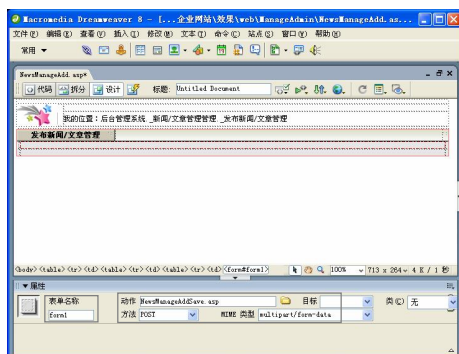 Macromedia Dreamweaver 8 - [...企业网站\效果\web\ManageAdmin\NewsManageAdd.as...
文件(F) 编辑(E) 查看(V) 插入(I) 修改(M) 文本(T) 命令(C) 站点(S) 窗口(W) 帮助(H)
常用
NewsManageAdd.asp*
代码 拆分 设计 标题: Untitled Document
我的位置:后台管理系统_新闻/文章管理管理_发布新闻/文章管理
发布新闻/文章管理
<body> <table> <tr> <td> <table> <tr> <td> <table> <tr> <td> <form#form1> 100% 713 x 264 4 K / 1 秒
属性
表单名称 动作 NewsManageAddSave.asp 目标 类(C) 无
form1 方法 POST MIME 类型 multipart/form-data